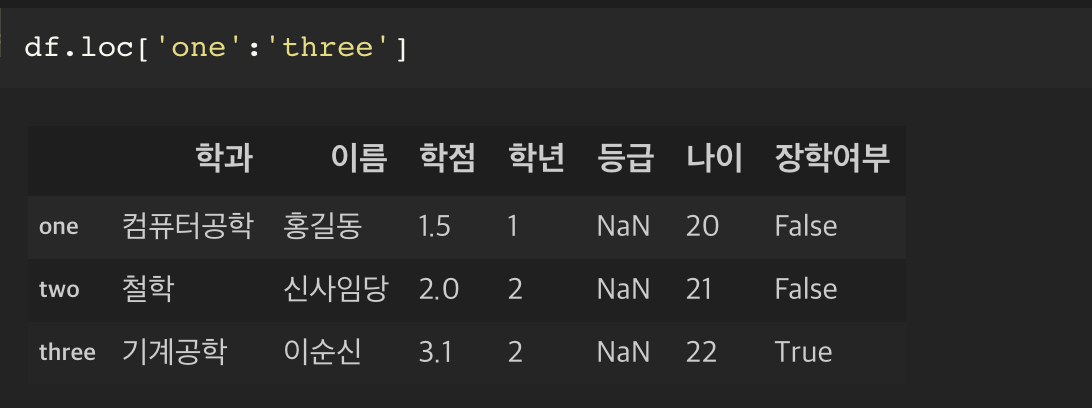 df.loc['one':'three']
학과 이름 학점 학년 등급 나이 장학여부
one 컴퓨터공학 홍길동 1.5 1 NaN 20 False
two 철학 신사임당 2.0 2 NaN 21 False
three 기계공학 이순신 3.1 2 NaN 22 True